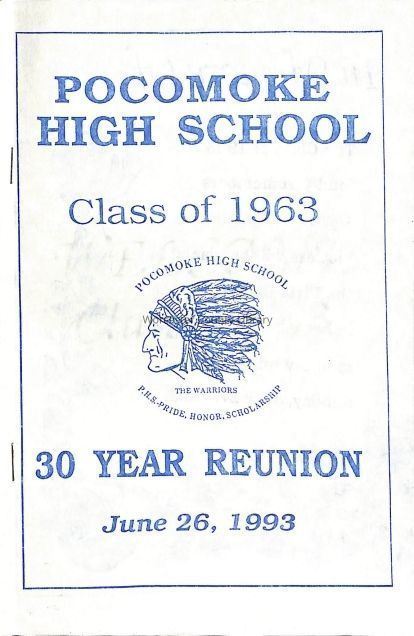 POCOMOKE
HIGH SCHOOL
Class of 1963
POCOMOKE HIGH SCHOOL
THE WARRIORS
P.H.S.-PRIDE, HONOR, SCHOLARSHIP
30 YEAR REUNION
June 26, 1993